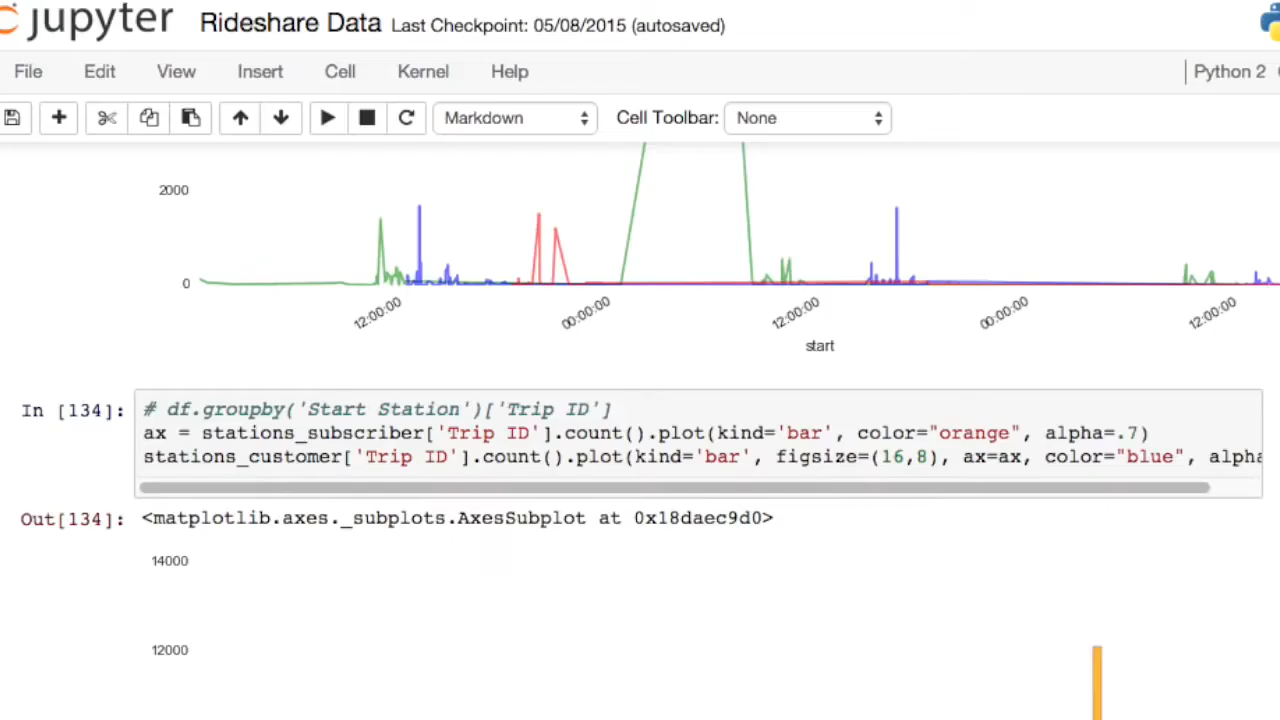 jupyter Rideshare Data Last Checkpoint: 05/08/2015 (autosaved)
File Edit View Insert Cell Kernel Help Python 2
Markdown Cell Toolbar: None
2000
0
12:00:00 00:00:00 12:00:00 00:00:00 12:00:00
start
In [134]: # df.groupby('Start Station')['Trip ID']
ax = stations_subscriber['Trip ID'].count().plot(kind='bar', color="orange", alpha=.7)
stations_customer['Trip ID'].count().plot(kind='bar', figsize=(16,8), ax=ax, color="blue", alpha
Out[134]: <matplotlib.axes._subplots.AxesSubplot at 0x18daec9d0>
14000
12000